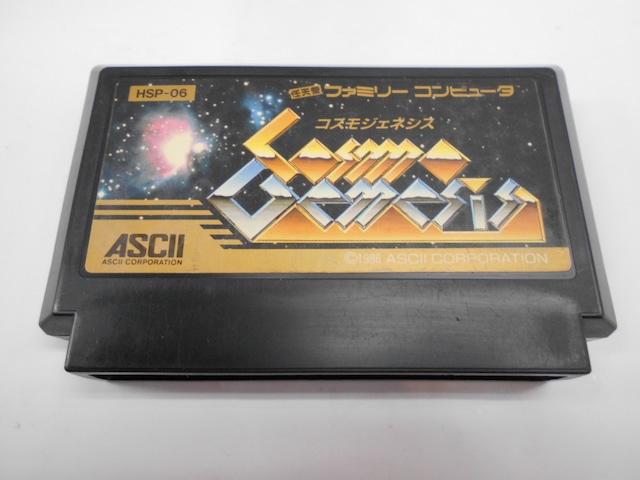 HSP-06
任天堂 ファミリー コンピュータ
コスモジェネシス
Cosmo
Genesis
ASCII
ASCII CORPORATION
©1986 ASCII CORPORATION